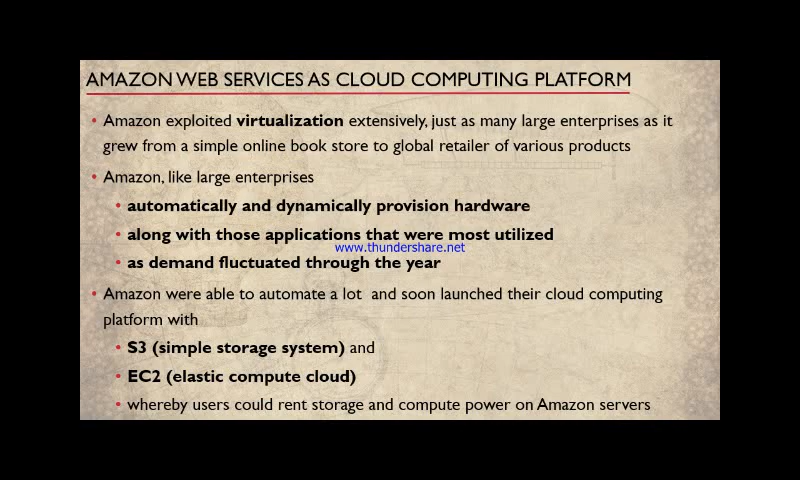 AMAZON WEB SERVICES AS CLOUD COMPUTING PLATFORM
• Amazon exploited virtualization extensively, just as many large enterprises as it
grew from a simple online book store to global retailer of various products
• Amazon, like large enterprises
• automatically and dynamically provision hardware
• along with those applications that were most utilized
www.thundershare.net
• as demand fluctuated through the year
• Amazon were able to automate a lot and soon launched their cloud computing
platform with
• S3 (simple storage system) and
• EC2 (elastic compute cloud)
• whereby users could rent storage and compute power on Amazon servers